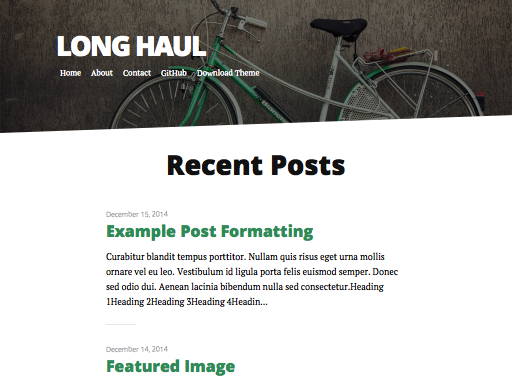 LONG HAUL
Home About Contact GitHub Download Theme
Recent Posts
December 15, 2014
Example Post Formatting
Curabitur blandit tempus porttitor. Nullam quis risus eget urna mollis
ornare vel eu leo. Vestibulum id ligula porta felis euismod semper. Donec
sed odio dui. Aenean lacinia bibendum nulla sed consectetur.Heading
1Heading 2Heading 3Heading 4Headin...
December 14, 2014
Featured Image